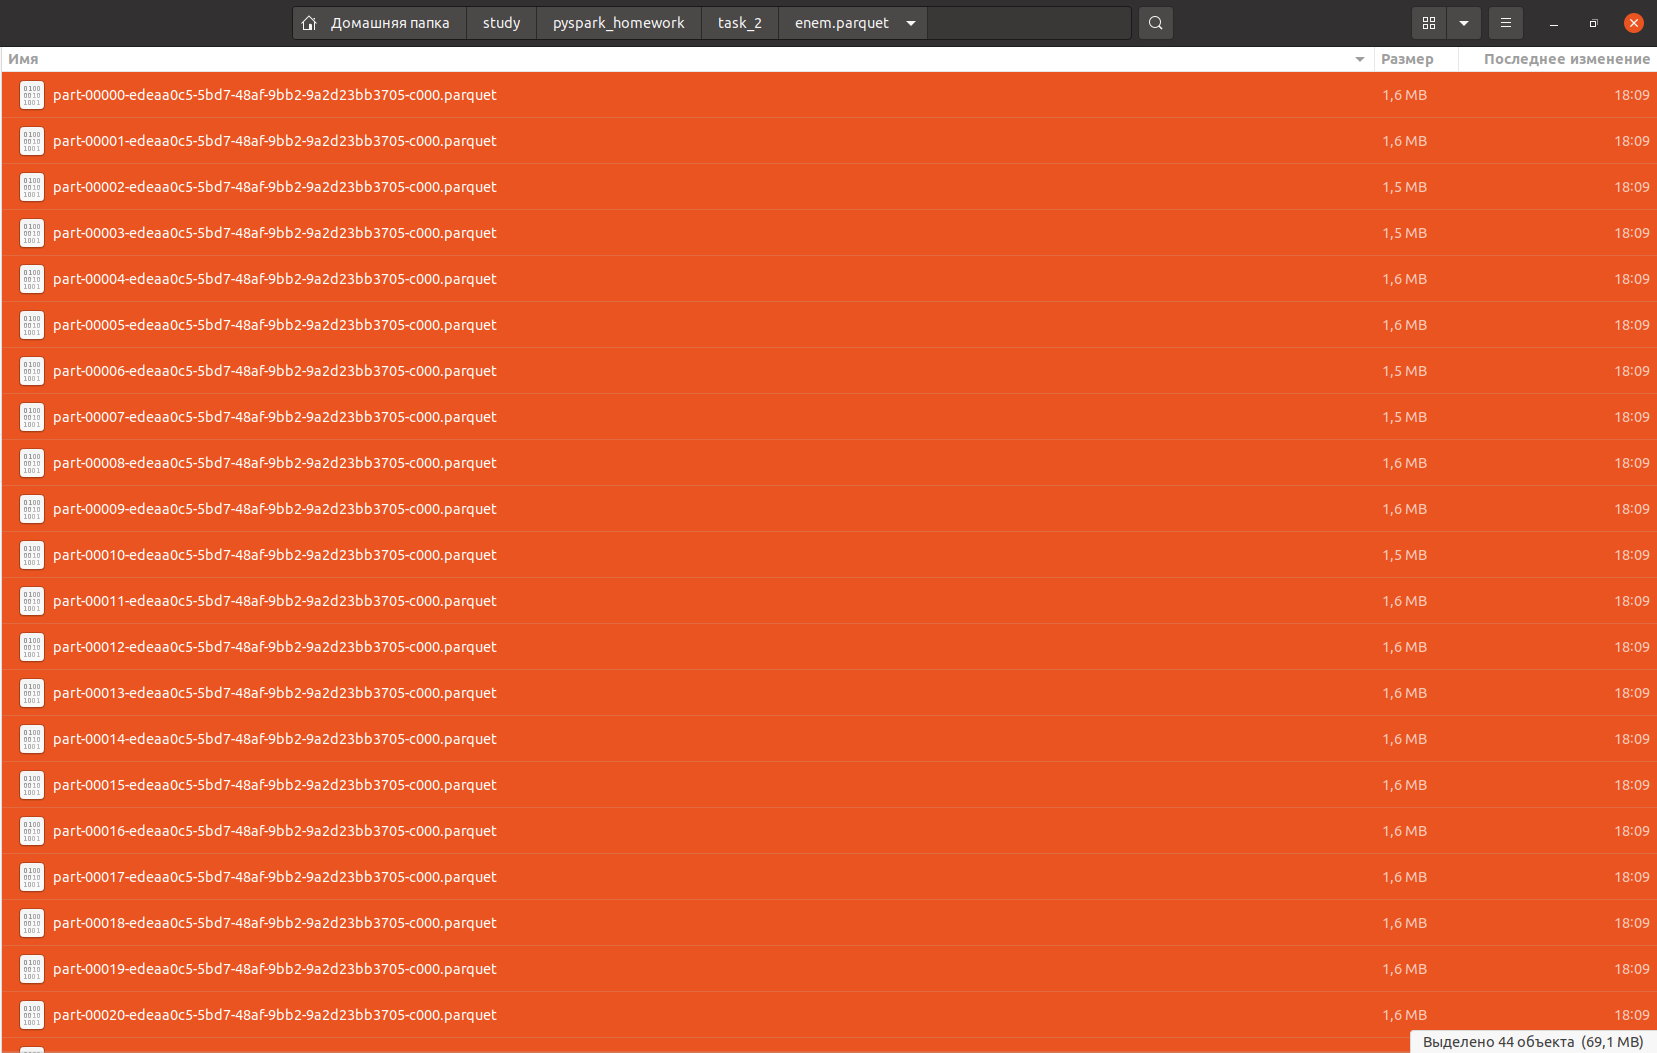 Домашняя папка study pyspark_homework task_2 enem.parquet
Имя Размер Последнее изменение
part-00000-edeaa0c5-5bd7-48af-9bb2-9a2d23bb3705-c000.parquet 1,6 MB 18:09
part-00001-edeaa0c5-5bd7-48af-9bb2-9a2d23bb3705-c000.parquet 1,6 MB 18:09
part-00002-edeaa0c5-5bd7-48af-9bb2-9a2d23bb3705-c000.parquet 1,5 MB 18:09
part-00003-edeaa0c5-5bd7-48af-9bb2-9a2d23bb3705-c000.parquet 1,5 MB 18:09
part-00004-edeaa0c5-5bd7-48af-9bb2-9a2d23bb3705-c000.parquet 1,6 MB 18:09
part-00005-edeaa0c5-5bd7-48af-9bb2-9a2d23bb3705-c000.parquet 1,6 MB 18:09
part-00006-edeaa0c5-5bd7-48af-9bb2-9a2d23bb3705-c000.parquet 1,5 MB 18:09
part-00007-edeaa0c5-5bd7-48af-9bb2-9a2d23bb3705-c000.parquet 1,5 MB 18:09
part-00008-edeaa0c5-5bd7-48af-9bb2-9a2d23bb3705-c000.parquet 1,6 MB 18:09
part-00009-edeaa0c5-5bd7-48af-9bb2-9a2d23bb3705-c000.parquet 1,6 MB 18:09
part-00010-edeaa0c5-5bd7-48af-9bb2-9a2d23bb3705-c000.parquet 1,5 MB 18:09
part-00011-edeaa0c5-5bd7-48af-9bb2-9a2d23bb3705-c000.parquet 1,6 MB 18:09
part-00012-edeaa0c5-5bd7-48af-9bb2-9a2d23bb3705-c000.parquet 1,6 MB 18:09
part-00013-edeaa0c5-5bd7-48af-9bb2-9a2d23bb3705-c000.parquet 1,6 MB 18:09
part-00014-edeaa0c5-5bd7-48af-9bb2-9a2d23bb3705-c000.parquet 1,6 MB 18:09
part-00015-edeaa0c5-5bd7-48af-9bb2-9a2d23bb3705-c000.parquet 1,6 MB 18:09
part-00016-edeaa0c5-5bd7-48af-9bb2-9a2d23bb3705-c000.parquet 1,6 MB 18:09
part-00017-edeaa0c5-5bd7-48af-9bb2-9a2d23bb3705-c000.parquet 1,6 MB 18:09
part-00018-edeaa0c5-5bd7-48af-9bb2-9a2d23bb3705-c000.parquet 1,6 MB 18:09
part-00019-edeaa0c5-5bd7-48af-9bb2-9a2d23bb3705-c000.parquet 1,6 MB 18:09
part-00020-edeaa0c5-5bd7-48af-9bb2-9a2d23bb3705-c000.parquet 1,6 MB 18:09
Выделено 44 объекта (69,1 MB)